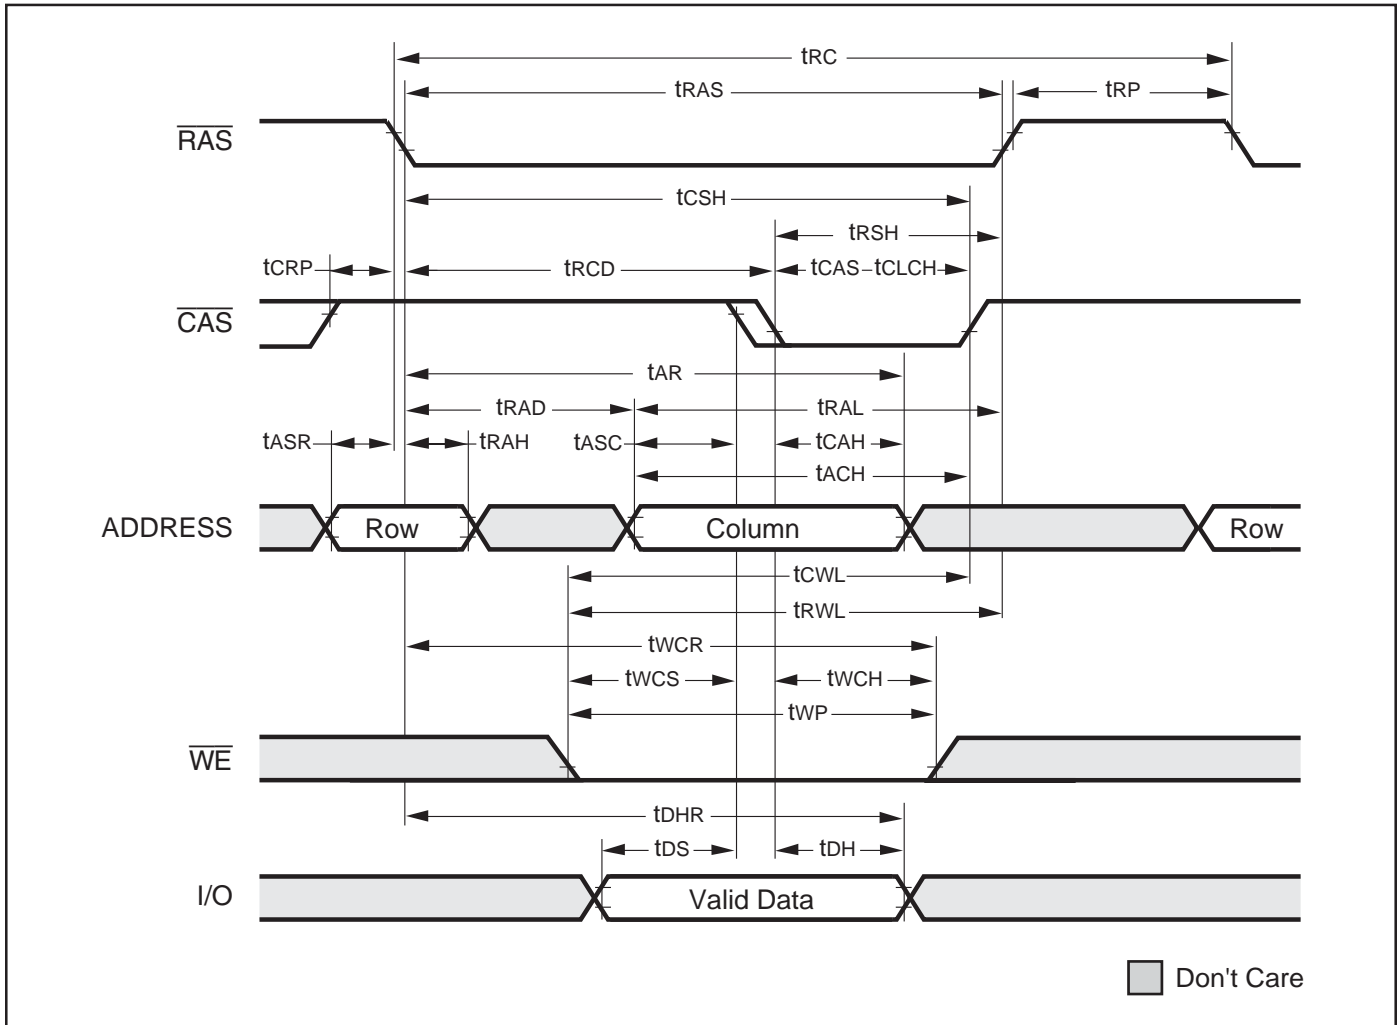 tRC
tRAS tRP
RAS
tCSH
tRSH
tCRP tRCD tCAS tCLCH
CAS
tAR
tRAD tRAL
tASR tRAH tASC tCAH
tACH
ADDRESS Row Column Row
tCWL
tRWL
tWCR
tWCS tWCH
tWP
WE
tDHR
tDS tDH
I/O Valid Data
Don't Care